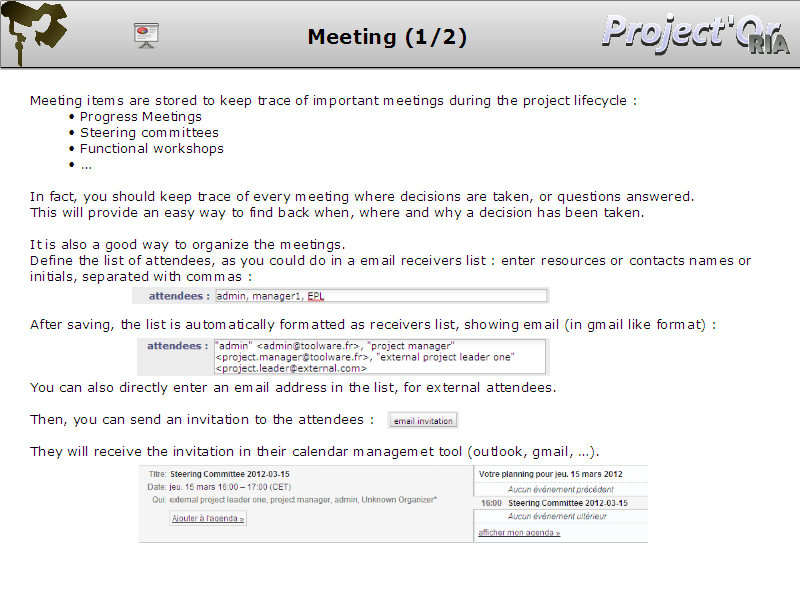 Meeting (1/2)
Project'Or
RIA
Meeting items are stored to keep trace of important meetings during the project lifecycle :
• Progress Meetings
• Steering committees
• Functional workshops
• ...
In fact, you should keep trace of every meeting where decisions are taken, or questions answered.
This will provide an easy way to find back when, where and why a decision has been taken.
It is also a good way to organize the meetings.
Define the list of attendees, as you could do in a email receivers list : enter resources or contacts names or
initials, separated with commas :
attendees : admin, manager1, EPL
After saving, the list is automatically formatted as receivers list, showing email (in gmail like format) :
attendees : "admin" <admin@toolware.fr>, "project manager"
<project.manager@toolware.fr>, "external project leader one"
<project.leader@external.com>
You can also directly enter an email address in the list, for external attendees.
Then, you can send an invitation to the attendees : email invitation
They will receive the invitation in their calendar managemet tool (outlook, gmail, ...).
Titre: Steering Committee 2012-03-15
Date: jeu. 15 mars 16:00 – 17:00 (CET)
Qui: external project leader one, project manager, admin, Unknown Organizer*
Ajouter à l'agenda »
Votre planning pour jeu. 15 mars 2012
Aucun événement précédent
16:00 Steering Committee 2012-03-15
Aucun événement ultérieur
afficher mon agenda »